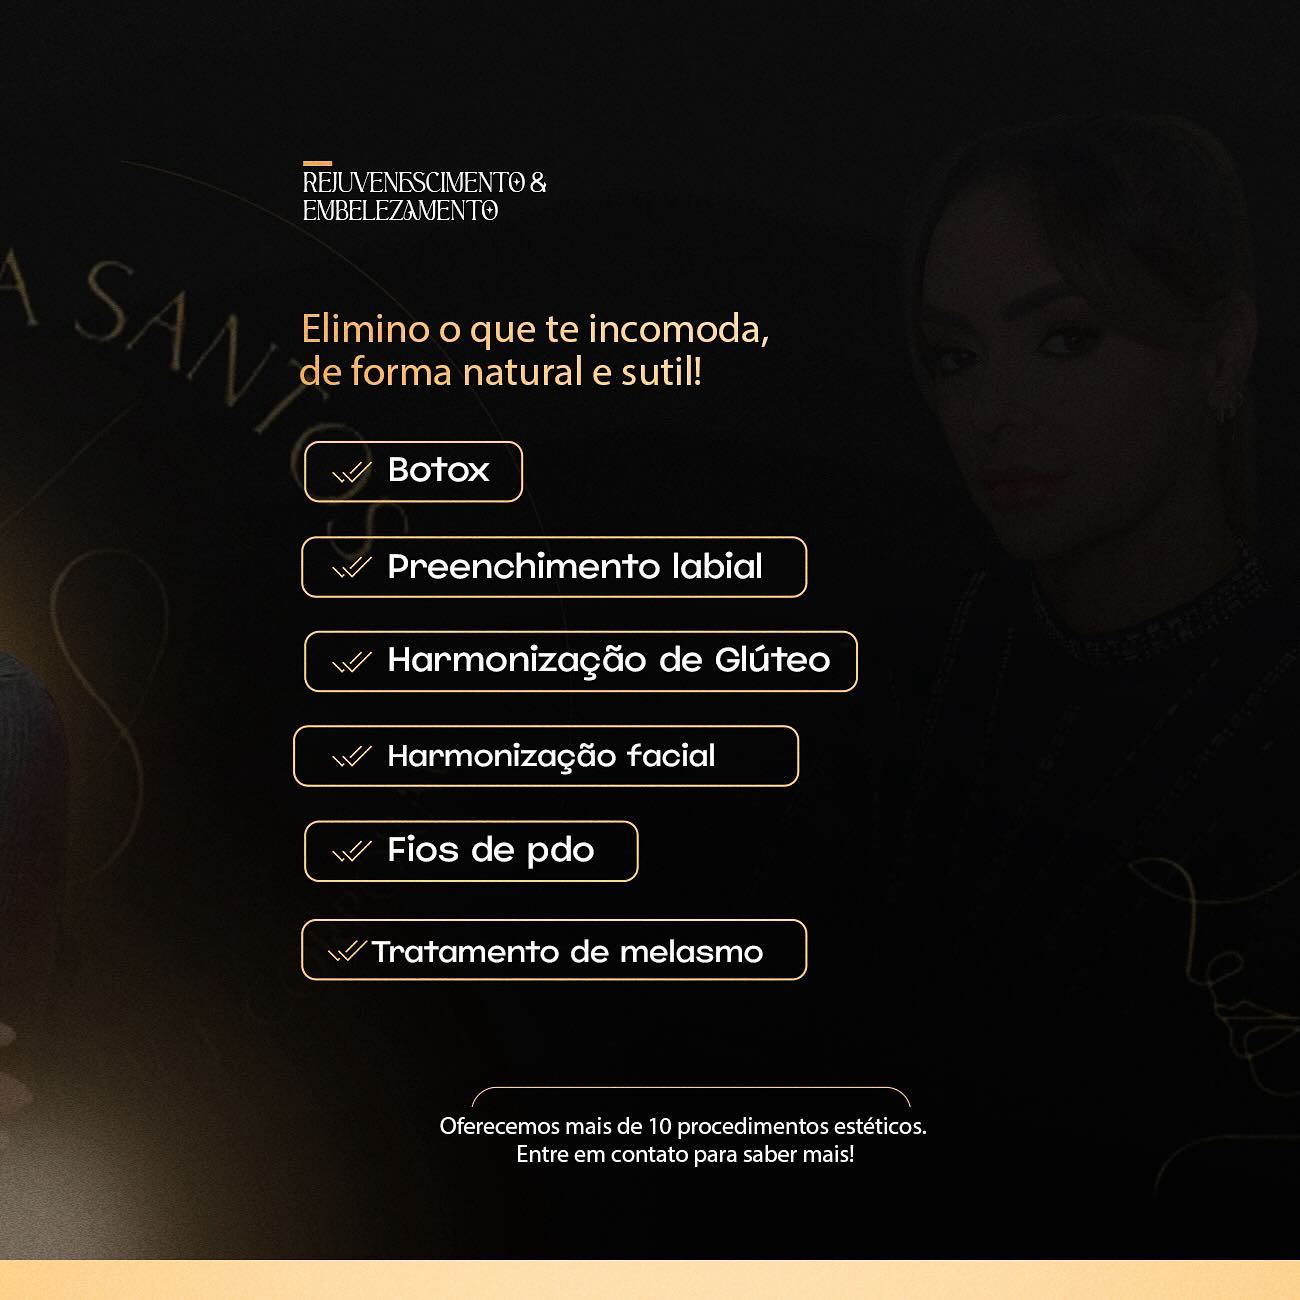 REJUVENESCIMENTO &
EMBELEZAMENTO
A SANTOS
Elimino o que te incomoda,
de forma natural e sutil!
Botox
Preenchimento labial
Harmonização de Glúteo
Harmonização facial
Fios de pdo
Tratamento de melasmo
Oferecemos mais de 10 procedimentos estéticos.
Entre em contato para saber mais!